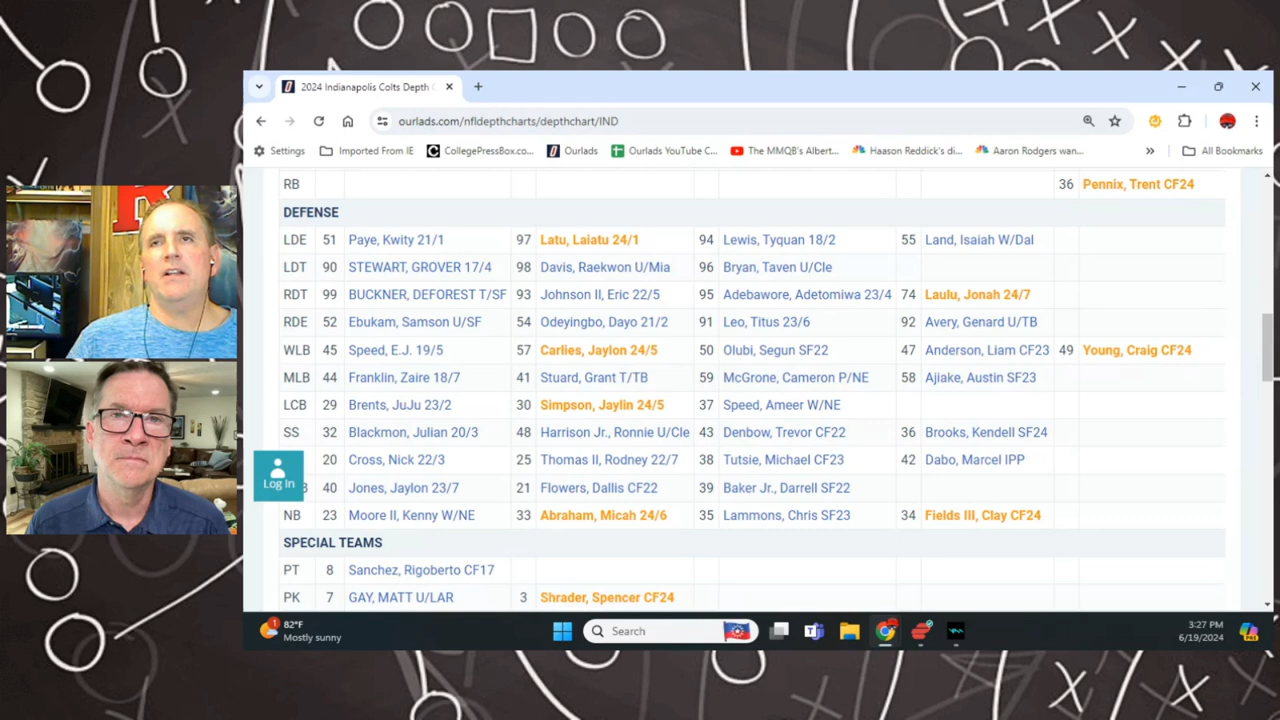 2024 Indianapolis Colts Depth C
ourlads.com/nfldepthcharts/depthchart/IND
Settings Imported From IE CollegePressBox.co... Ourlads Ourlads YouTube C... The MMQB's Albert... Haason Reddick's di... Aaron Rodgers wan... » All Bookmarks
RB 36 Pennix, Trent CF24
DEFENSE
LDE 51 Paye, Kwity 21/1 97 Latu, Laiatu 24/1 94 Lewis, Tyquan 18/2 55 Land, Isaiah W/Dal
LDT 90 STEWART, GROVER 17/4 98 Davis, Raekwon U/Mia 96 Bryan, Taven U/Cle
RDT 99 BUCKNER, DEFOREST T/SF 93 Johnson II, Eric 22/5 95 Adebawore, Adetomiwa 23/4 74 Laulu, Jonah 24/7
RDE 52 Ebukam, Samson U/SF 54 Odeyingbo, Dayo 21/2 91 Leo, Titus 23/6 92 Avery, Genard U/TB
WLB 45 Speed, E.J. 19/5 57 Carlies, Jaylon 24/5 50 Olubi, Segun SF22 47 Anderson, Liam CF23 49 Young, Craig CF24
MLB 44 Franklin, Zaire 18/7 41 Stuard, Grant T/TB 59 McGrone, Cameron P/NE 58 Ajiake, Austin SF23
LCB 29 Brents, JuJu 23/2 30 Simpson, Jaylin 24/5 37 Speed, Ameer W/NE
SS 32 Blackmon, Julian 20/3 48 Harrison Jr., Ronnie U/Cle 43 Denbow, Trevor CF22 36 Brooks, Kendell SF24
20 Cross, Nick 22/3 25 Thomas II, Rodney 22/7 38 Tutsie, Michael CF23 42 Dabo, Marcel IPP
Log In
40 Jones, Jaylon 23/7 21 Flowers, Dallis CF22 39 Baker Jr., Darrell SF22
NB 23 Moore II, Kenny W/NE 33 Abraham, Micah 24/6 35 Lammons, Chris SF23 34 Fields III, Clay CF24
SPECIAL TEAMS
PT 8 Sanchez, Rigoberto CF17
PK 7 GAY, MATT U/LAR 3 Shrader, Spencer CF24
1 82°F
Mostly sunny
Search
3:27 PM
6/19/2024